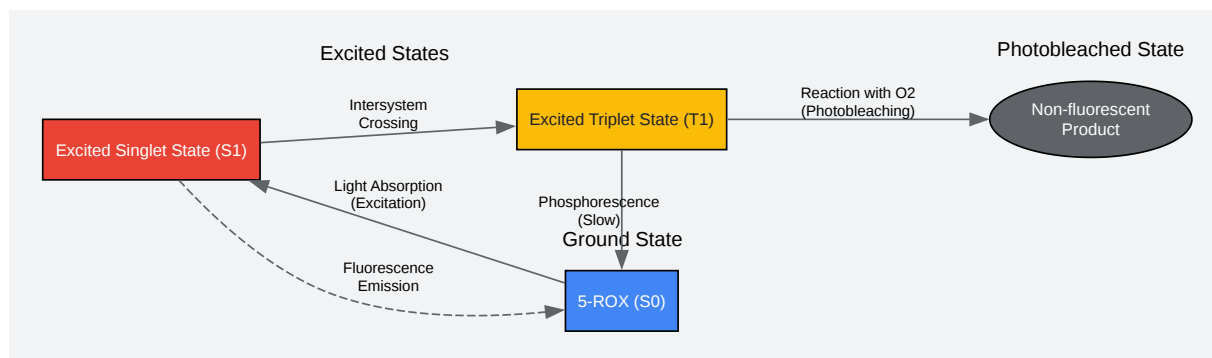 Excited States
Photobleached State
Excited Singlet State (S1)
Intersystem
Crossing
Excited Triplet State (T1)
Reaction with O2
(Photobleaching)
Non-fluorescent
Product
Light Absorption
(Excitation)
Phosphorescence
(Slow)
Ground State
Fluorescence
Emission
5-ROX (S0)